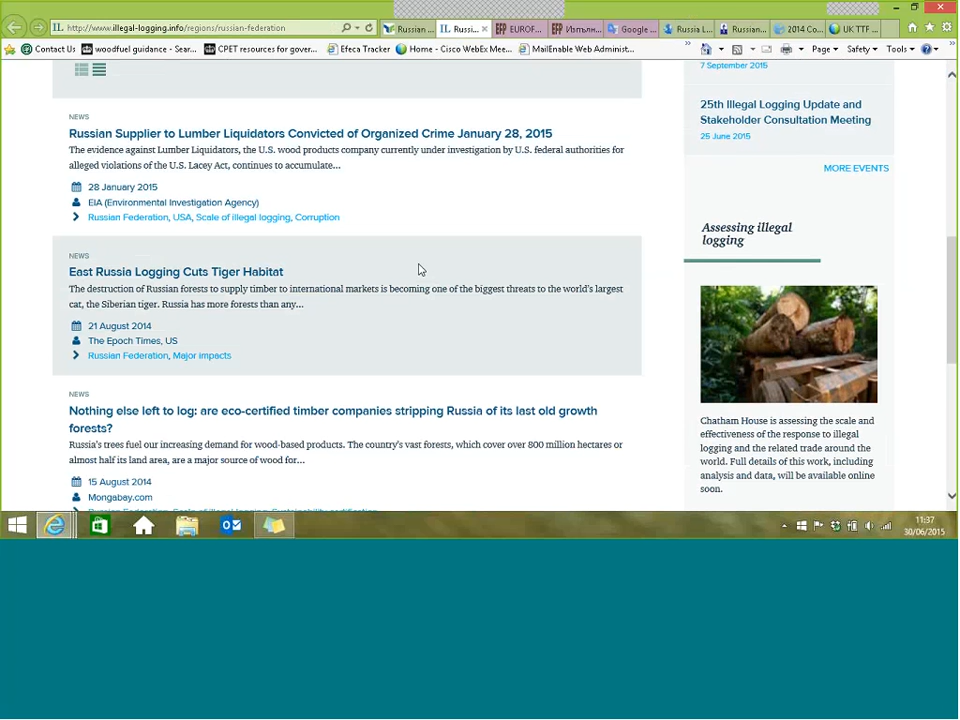 http://www.illegal-logging.info/regions/russian-federation
Russian ...
Russi...
EUROF...
Изпълн...
Google ...
Russia L...
Russian...
2014 Co...
UK TTF ...
Contact Us
woodfuel guidance - Sear...
CPET resources for gover...
Efeca Tracker
Home - Cisco WebEx Mee...
MailEnable Web Administ...
Page
Safety
Tools
NEWS
Russian Supplier to Lumber Liquidators Convicted of Organized Crime January 28, 2015
The evidence against Lumber Liquidators, the U.S. wood products company currently under investigation by U.S. federal authorities for
alleged violations of the U.S. Lacey Act, continues to accumulate...
28 January 2015
EIA (Environmental Investigation Agency)
Russian Federation, USA, Scale of illegal logging, Corruption
NEWS
East Russia Logging Cuts Tiger Habitat
The destruction of Russian forests to supply timber to international markets is becoming one of the biggest threats to the world's largest
cat, the Siberian tiger. Russia has more forests than any...
21 August 2014
The Epoch Times, US
Russian Federation, Major impacts
NEWS
Nothing else left to log: are eco-certified timber companies stripping Russia of its last old growth
forests?
Russia's trees fuel our increasing demand for wood-based products. The country's vast forests, which cover over 800 million hectares or
almost half its land area, are a major source of wood for...
15 August 2014
Mongabay.com
Russian Federation, Scale of illegal logging, Sustainability certification
7 September 2015
25th Illegal Logging Update and
Stakeholder Consultation Meeting
25 June 2015
MORE EVENTS
Assessing illegal
logging
Chatham House is assessing the scale and
effectiveness of the response to illegal
logging and the related trade around the
world. Full details of this work, including
analysis and data, will be available online
soon.
11:37
30/06/2015